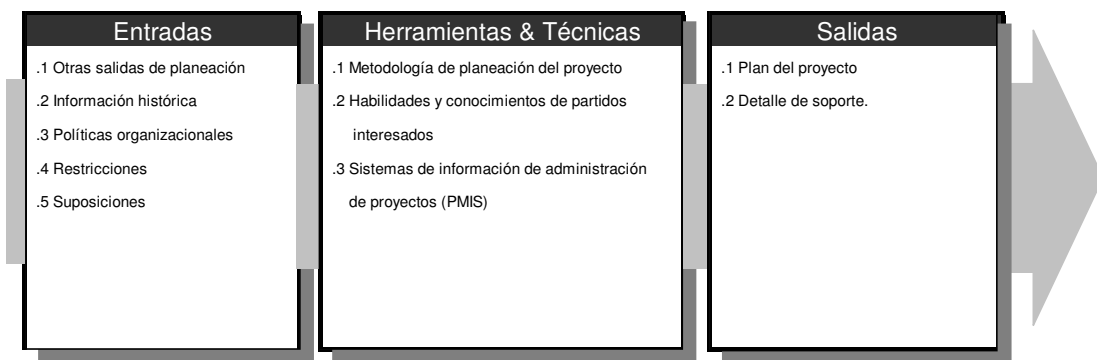 Entradas
.1 Otras salidas de planeación
.2 Información histórica
.3 Políticas organizacionales
.4 Restricciones
.5 Suposiciones
Herramientas & Técnicas
.1 Metodología de planeación del proyecto
.2 Habilidades y conocimientos de partidos
interesados
.3 Sistemas de información de administración
de proyectos (PMIS)
Salidas
.1 Plan del proyecto
.2 Detalle de soporte.